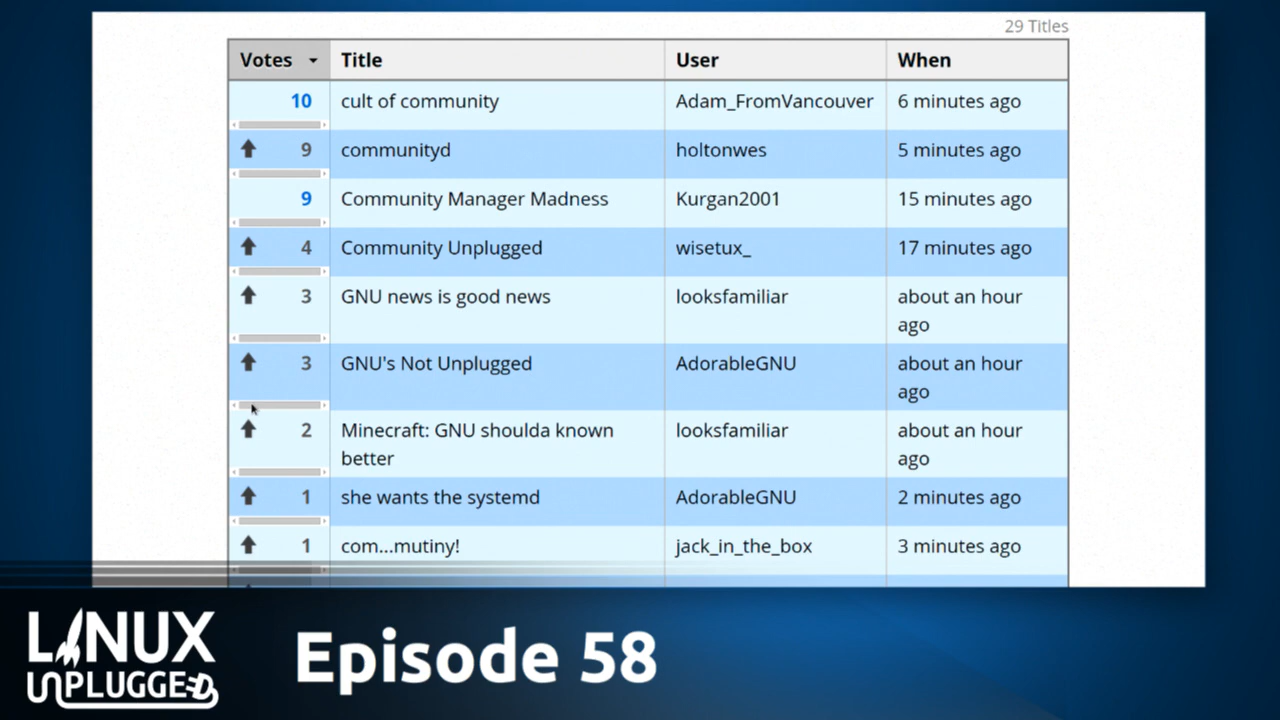 29 Titles
Votes Title User When
10 cult of community Adam_FromVancouver 6 minutes ago
9 communityd holtonwes 5 minutes ago
9 Community Manager Madness Kurgan2001 15 minutes ago
4 Community Unplugged wisetux_ 17 minutes ago
3 GNU news is good news looksfamiliar about an hour
ago
3 GNU's Not Unplugged AdorableGNU about an hour
ago
2 Minecraft: GNU shoulda known looksfamiliar about an hour
better ago
1 she wants the systemd AdorableGNU 2 minutes ago
1 com...mutiny! jack_in_the_box 3 minutes ago
LINUX
UNPLUGGED
Episode 58